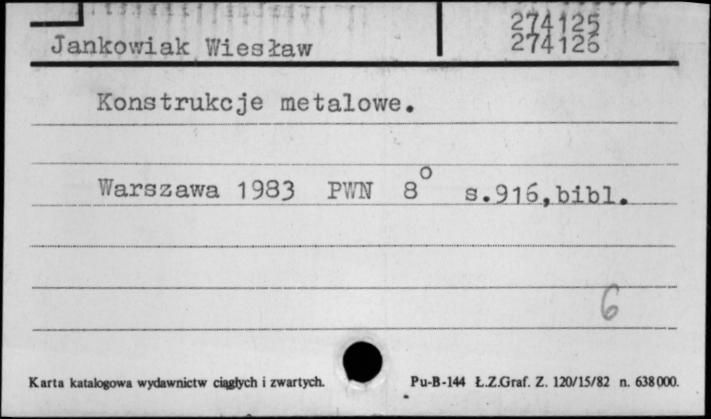 274125
Jankowiak Wiesław 274126
Konstrukcje metalowe.
Warszawa 1983 PWN 8° s.916,bibl.
6
Karta katalogowa wydawnictw ciągłych i zwartych. Pu-B-144 Ł.Z.Graf. Z. 120/15/82 n. 638000.